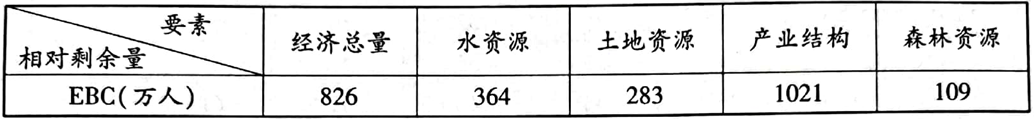 要素
相对剩余量 经济总量 水资源 土地资源 产业结构 森林资源
EBC(万人) 826 364 283 1021 109